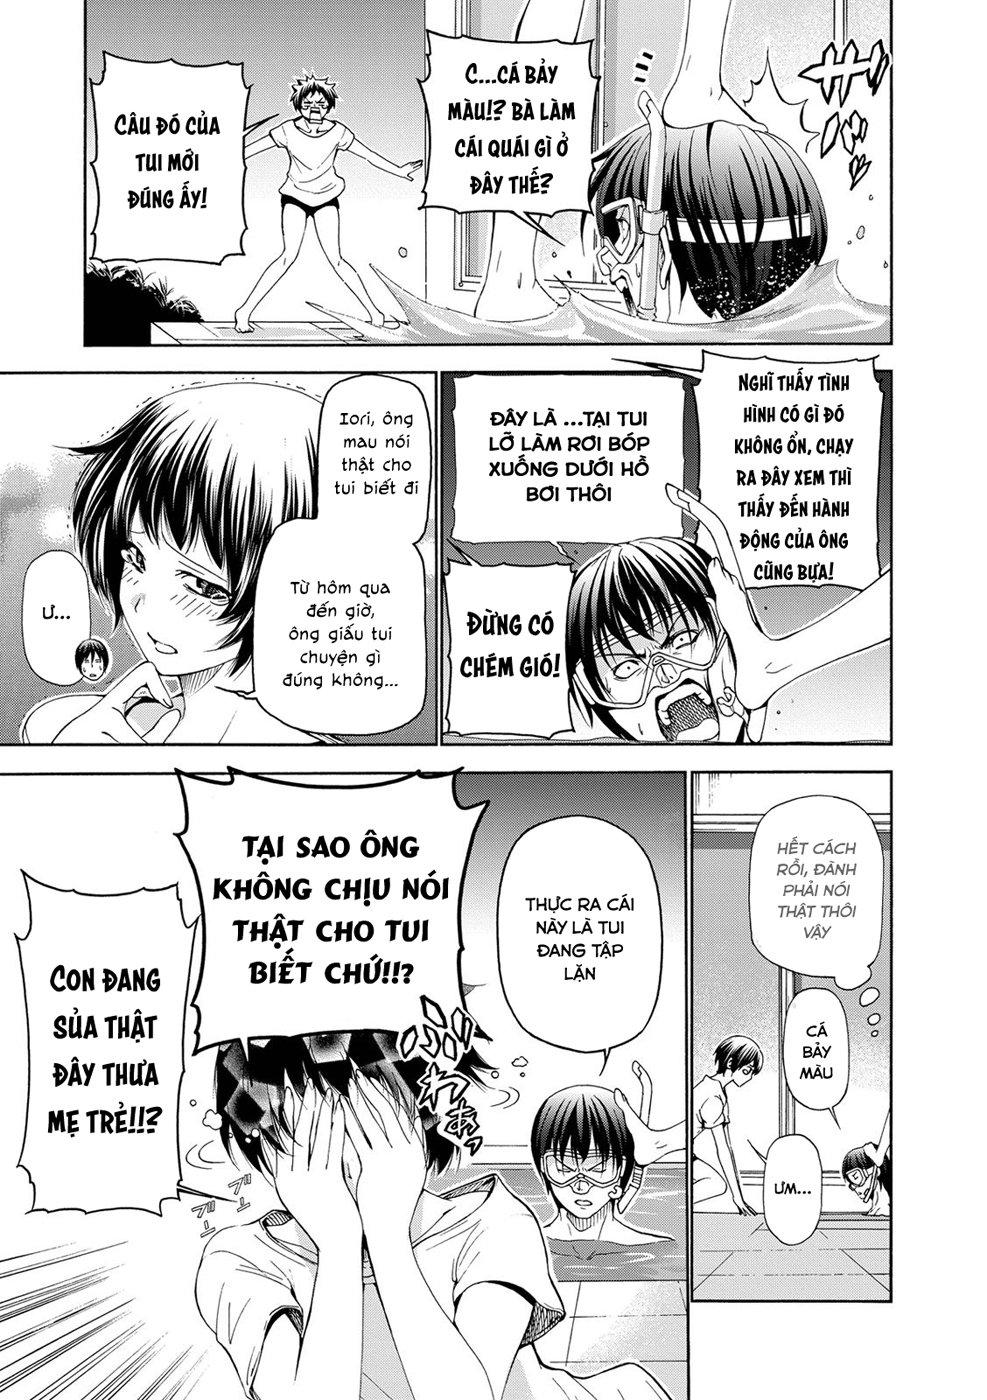 C...CÁ BẢY
MÀU!? BÀ LÀM
CÁI QUÁI GÌ Ở
ĐÂY THẾ?
CÂU ĐÓ CỦA
TUI MỚI
ĐÚNG ẤY!
NGHĨ THẤY TÌNH
HÌNH CÓ GÌ ĐÓ
KHÔNG ỔN, CHẠY
RA ĐÂY XEM THÌ
THẤY ĐẾN HÀNH
ĐỘNG CỦA ÔNG
CŨNG BỰA!
ĐÂY LÀ ...TẠI TUI
LỠ LÀM RƠI BÓP
XUỐNG DƯỚI HỒ
BƠI THÔI
ĐỪNG CÓ
CHÉM GIÓ!
Iori, ông
mau nói
thật cho
tui biết đi
Từ hôm qua
đến giờ,
ông giấu tui
chuyện gì
đúng không...
Ư...
HẾT CÁCH
RỒI, ĐÀNH
PHẢI NÓI
THẬT THÔI
VẬY
CÁ
BẢY
MÀU
ƯM...
THỰC RA CÁI
NÀY LÀ TUI
ĐANG TẬP
LẶN
TẠI SAO ÔNG
KHÔNG CHỊU NÓI
THẬT CHO TUI
BIẾT CHỨ!!?
わぁっ
CON ĐANG
SỦA THẬT
ĐÂY THƯA
MẸ TRẺ!!?